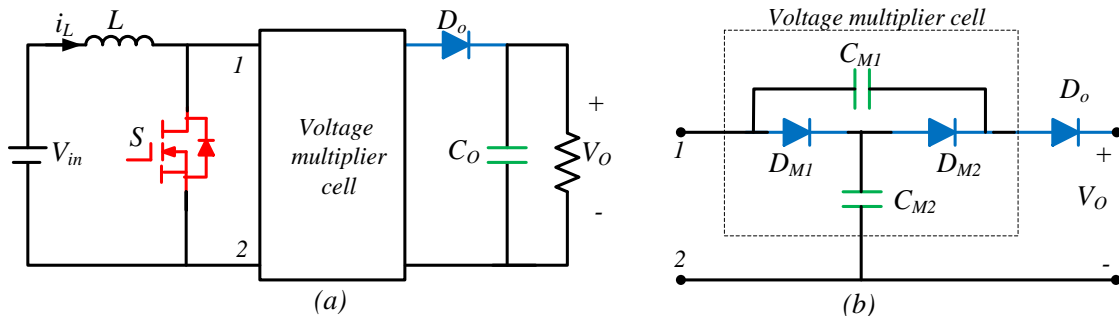 i_L
L
1
Voltage
multiplier
cell
D_o
S
V_in
C_O
+
V_O
-
2
(a)
Voltage multiplier cell
C_M1
D_o
1
D_M1
D_M2
+
C_M2
V_O
2
-
(b)